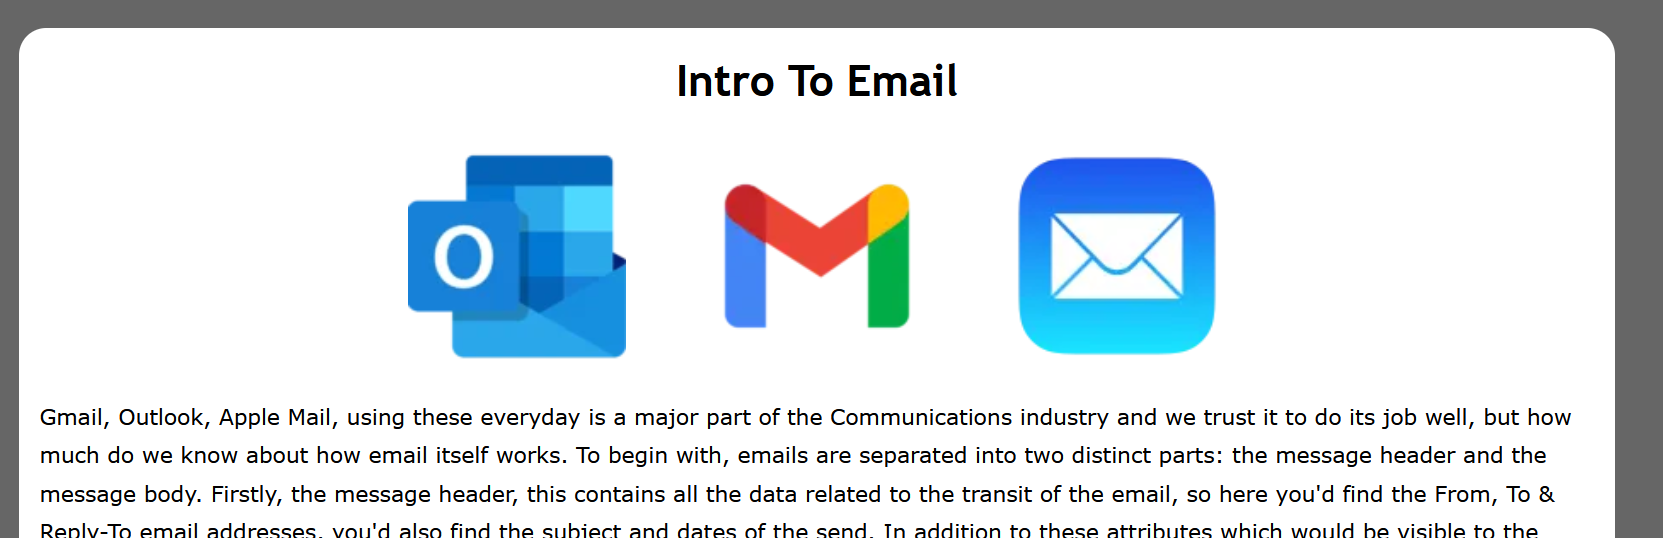 Intro To Email
O
Gmail, Outlook, Apple Mail, using these everyday is a major part of the Communications industry and we trust it to do its job well, but how
much do we know about how email itself works. To begin with, emails are separated into two distinct parts: the message header and the
message body. Firstly, the message header, this contains all the data related to the transit of the email, so here you'd find the From, To &
Reply-To email addresses, you'd also find the subject and dates of the send. In addition to these attributes which would be visible to the